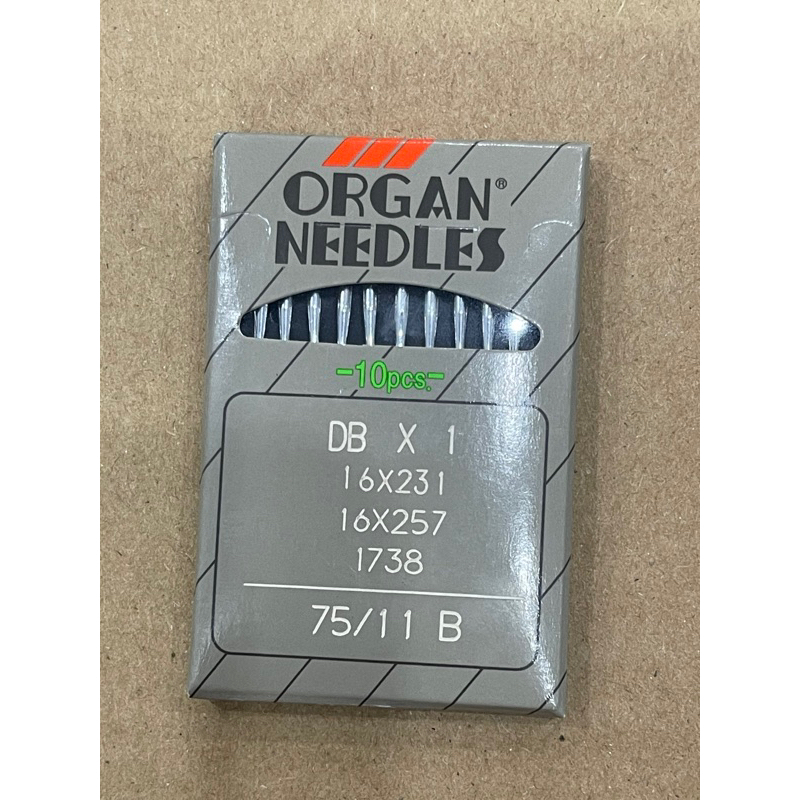 ORGAN®
NEEDLES
-10pcs.-
DB X 1
16X231
16X257
1738
75/11 B